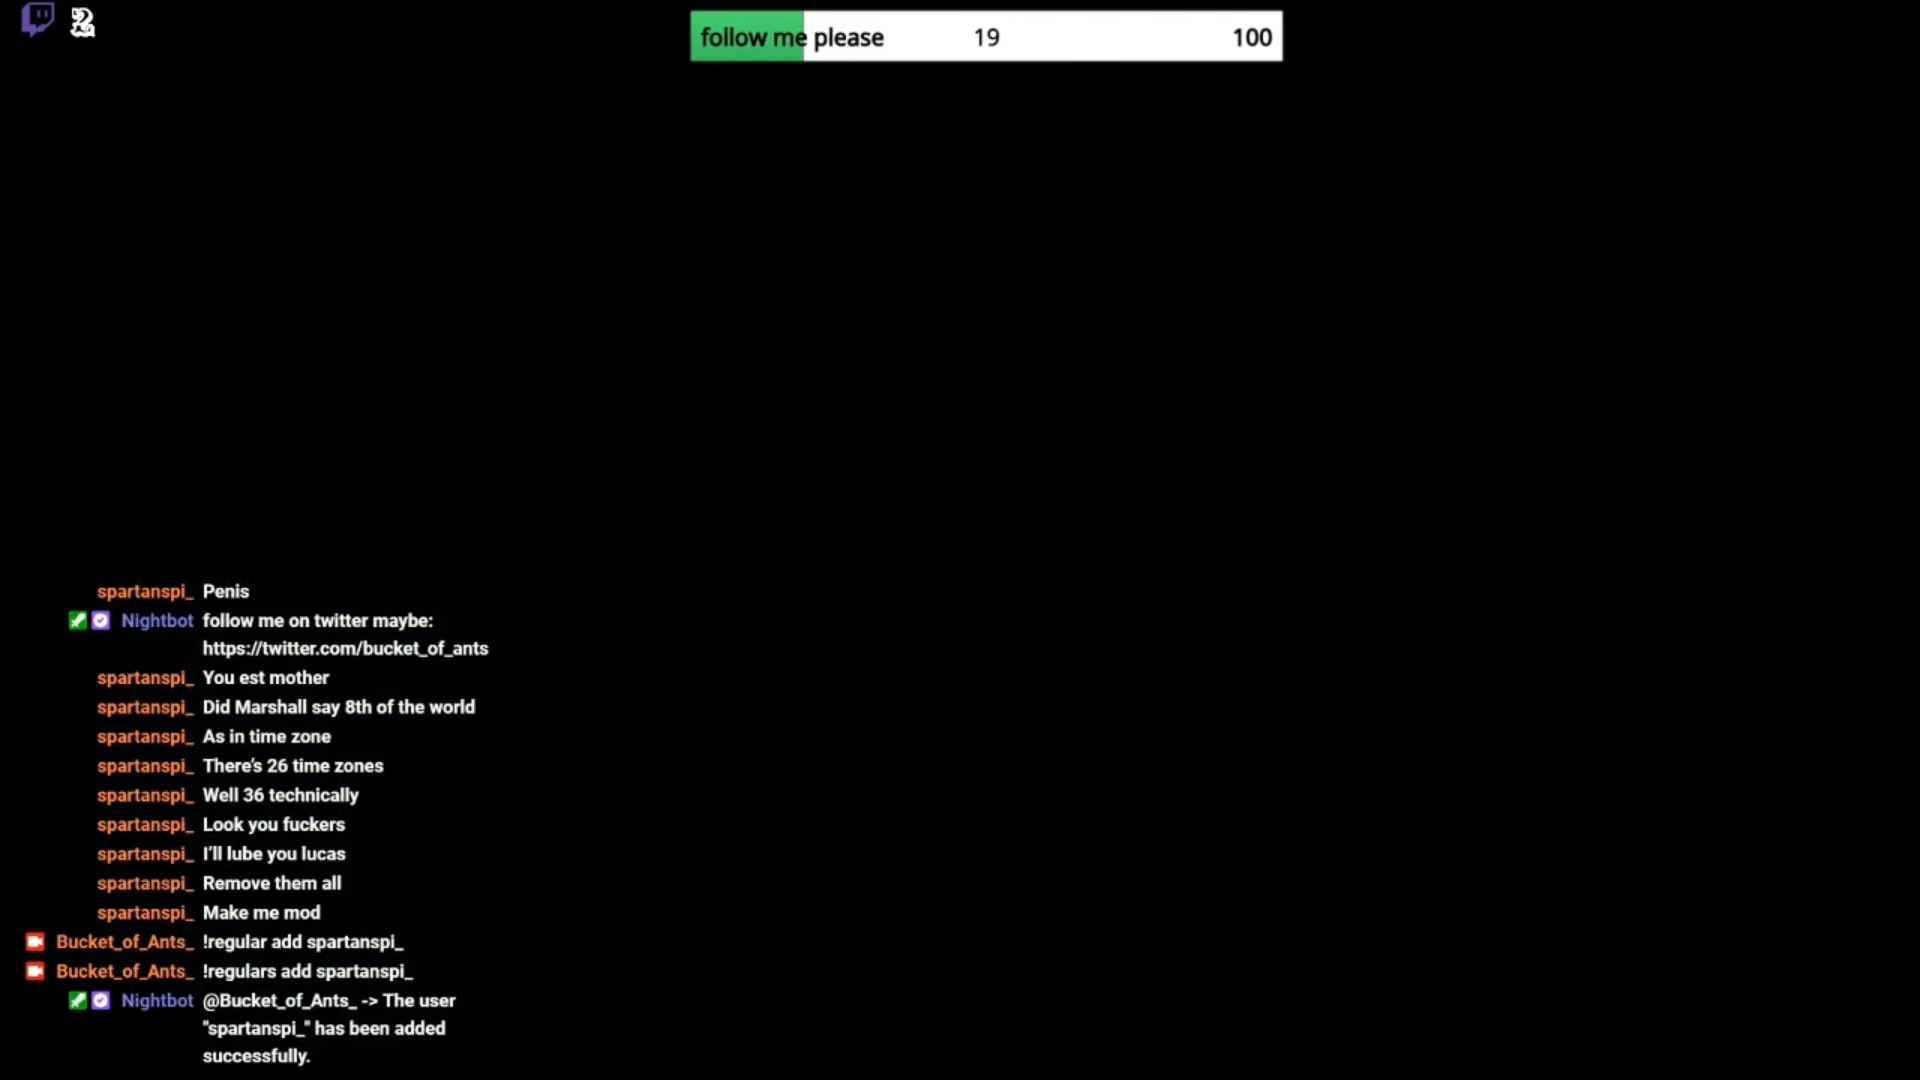 follow me please 19 100
spartanspi_ Penis
Nightbot follow me on twitter maybe:
https://twitter.com/bucket_of_ants
spartanspi_ You est mother
spartanspi_ Did Marshall say 8th of the world
spartanspi_ As in time zone
spartanspi_ There's 26 time zones
spartanspi_ Well 36 technically
spartanspi_ Look you fuckers
spartanspi_ I'll lube you lucas
spartanspi_ Remove them all
spartanspi_ Make me mod
Bucket_of_Ants_ !regular add spartanspi_
Bucket_of_Ants_ !regulars add spartanspi_
Nightbot @Bucket_of_Ants_ -> The user
"spartanspi_" has been added
successfully.